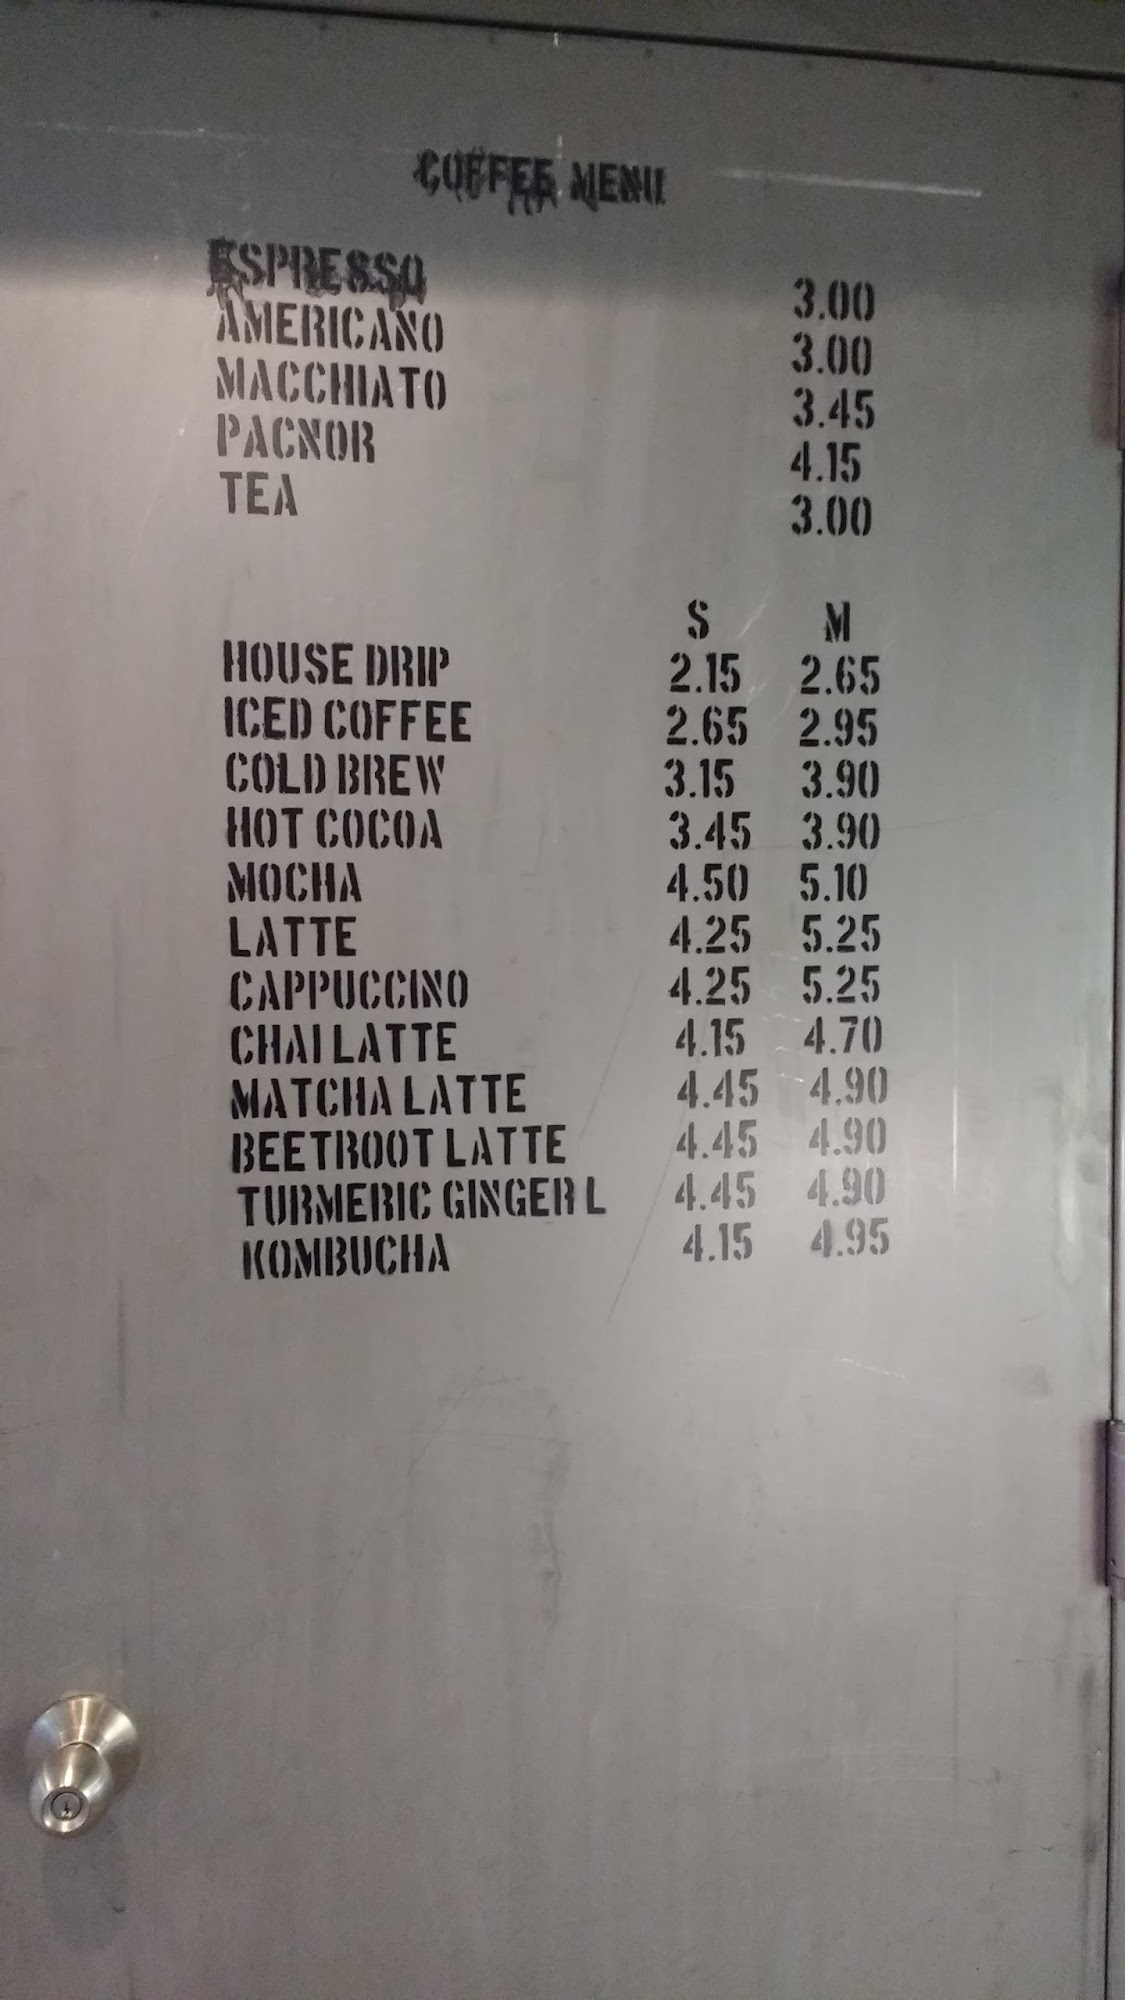 COFFEE MENU
ESPRESSO 3.00
AMERICANO 3.00
MACCHIATO 3.45
PACNOR 4.15
TEA 3.00
S M
HOUSE DRIP 2.15 2.65
ICED COFFEE 2.65 2.95
COLD BREW 3.15 3.90
HOT COCOA 3.45 3.90
MOCHA 4.50 5.10
LATTE 4.25 5.25
CAPPUCCINO 4.25 5.25
CHAI LATTE 4.15 4.70
MATCHA LATTE 4.45 4.90
BEETROOT LATTE 4.45 4.90
TURMERIC GINGER L 4.45 4.90
KOMBUCHA 4.15 4.95